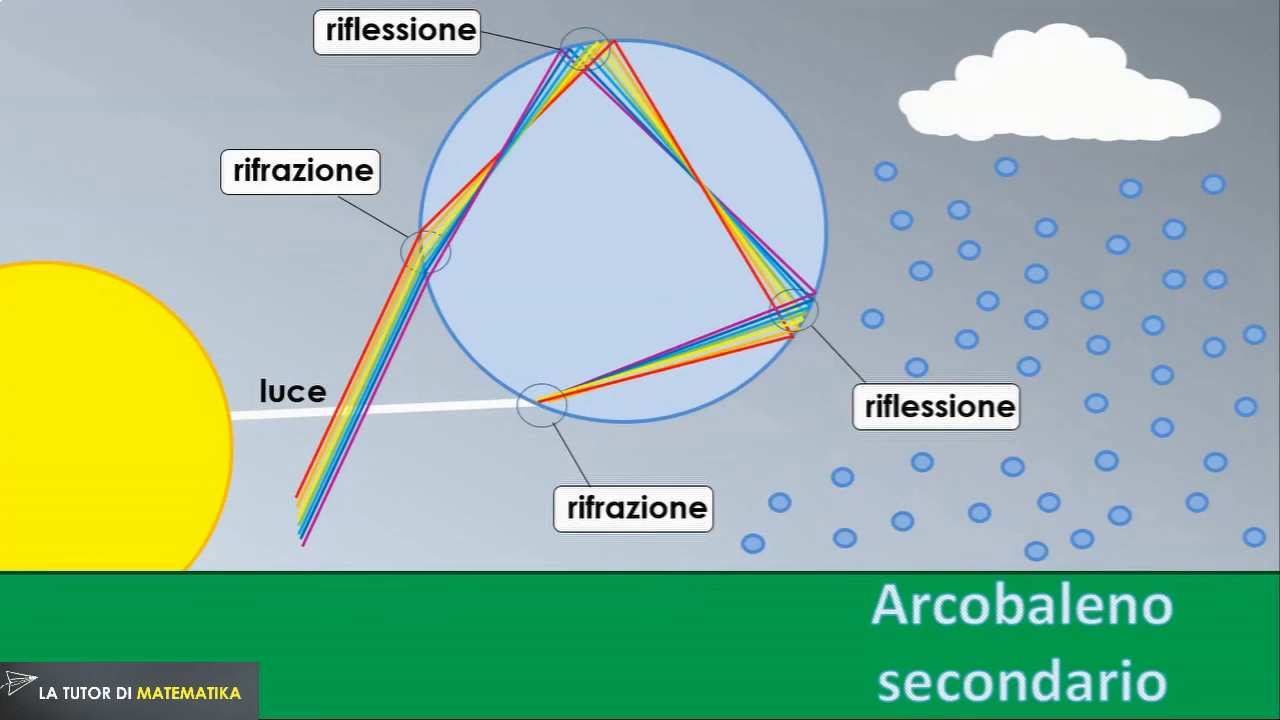 riflessione
rifrazione
luce
riflessione
rifrazione
Arcobaleno
secondario
LA TUTOR DI MATEMATIKA